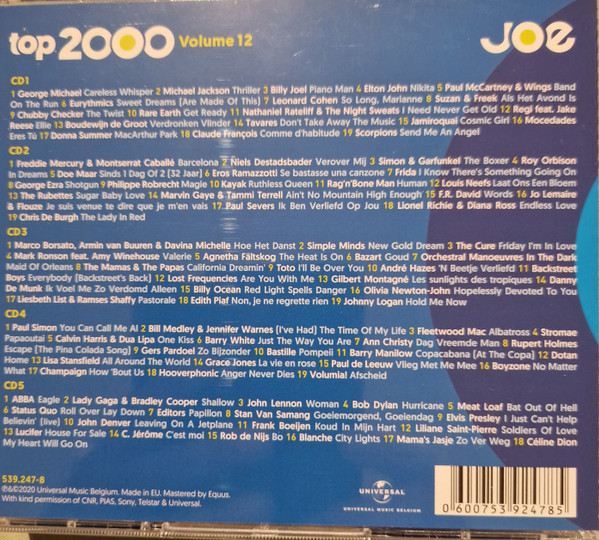 top2000 Volume 12
JOE
CD1
1 George Michael Careless Whisper 2 Michael Jackson Thriller 3 Billy Joel Piano Man 4 Elton John Nikita 5 Paul McCartney & Wings Band
On The Run 6 Eurythmics Sweet Dreams (Are Made Of This) 7 Leonard Cohen So Long, Marianne 8 Suzan & Freek Als Het Avond Is
9 Chubby Checker The Twist 10 Rare Earth Get Ready 11 Nathaniel Rateliff & The Night Sweats I Need Never Get Old 12 Regi feat. Jake
Reese Ellie 13 Boudewijn de Groot Verdronken Vlinder 14 Tavares Don't Take Away The Music 15 Jamiroquai Cosmic Girl 16 Mocedades
Eres Tú 17 Donna Summer MacArthur Park 18 Claude François Comme d'habitude 19 Scorpions Send Me An Angel
CD2
1 Freddie Mercury & Montserrat Caballé Barcelona 2 Niels Destadsbader Verover Mij 3 Simon & Garfunkel The Boxer 4 Roy Orbison
In Dreams 5 Doe Maar Sinds 1 Dag Of 2 [32 Jaar] 6 Eros Ramazzotti Se bastasse una canzone 7 Frida I Know There's Something Going On
8 George Ezra Shotgun 9 Philippe Robrecht Magie 10 Kayak Ruthless Queen 11 Rag'n'Bone Man Human 12 Louis Neefs Laat Ons Een Bloem
13 The Rubettes Sugar Baby Love 14 Marvin Gaye & Tammi Terrell Ain't No Mountain High Enough 15 F.R. David Words 16 Jo Lemaire
& Flouze Je suis venue te dire que je m'en vais 17 Paul Severs Ik Ben Verliefd Op Jou 18 Lionel Richie & Diana Ross Endless Love
19 Chris De Burgh The Lady In Red
CD3
1 Marco Borsato, Armin van Buuren & Davina Michelle Hoe Het Danst 2 Simple Minds New Gold Dream 3 The Cure Friday I'm In Love
4 Mark Ronson feat. Amy Winehouse Valerie 5 Agnetha Fältskog The Heat Is On 6 Bazart Goud 7 Orchestral Manoeuvres In The Dark
Maid Of Orleans 8 The Mamas & The Papas California Dreamin' 9 Toto I'll Be Over You 10 André Hazes 'N Beetje Verliefd 11 Backstreet
Boys Everybody [Backstreet's Back] 12 Lost Frequencies Are You With Me 13 Gilbert Montagné Les sunlights des tropiques 14 Danny
De Munk Ik Voel Me Zo Verdomd Alleen 15 Billy Ocean Red Light Spells Danger 16 Olivia Newton-John Hopelessly Devoted To You
17 Liesbeth List & Ramses Shaffy Pastorale 18 Edith Piaf Non, je ne regrette rien 19 Johnny Logan Hold Me Now
CD4
1 Paul Simon You Can Call Me Al 2 Bill Medley & Jennifer Warnes (I've Had) The Time Of My Life 3 Fleetwood Mac Albatross 4 Stromae
Papaoutai 5 Calvin Harris & Dua Lipa One Kiss 6 Barry White Just The Way You Are 7 Ann Christy Dag Vreemde Man 8 Rupert Holmes
Escape [The Pina Colada Song] 9 Gers Pardoel Zo Bijzonder 10 Bastille Pompeii 11 Barry Manilow Copacabana [At The Copa] 12 Dotan
Home 13 Lisa Stansfield All Around The World 14 Grace Jones La vie en rose 15 Paul de Leeuw Vlieg Met Me Mee 16 Boyzone No Matter
What 17 Champaign How 'Bout Us 18 Hooverphonic Anger Never Dies 19 Volumia! Afscheid
CD5
1 ABBA Eagle 2 Lady Gaga & Bradley Cooper Shallow 3 John Lennon Woman 4 Bob Dylan Hurricane 5 Meat Loaf Bat Out Of Hell
6 Status Quo Roll Over Lay Down 7 Editors Papillon 8 Stan Van Samang Goeiemorgend, Goeiendag 9 Elvis Presley I Just Can't Help
Believin' (live) 10 John Denver Leaving On A Jetplane 11 Frank Boeijen Koud In Mijn Hart 12 Liliane Saint-Pierre Soldiers Of Love
13 Lucifer House For Sale 14 C. Jérôme C'est moi 15 Rob de Nijs Bo 16 Blanche City Lights 17 Mama's Jasje Zo Ver Weg 18 Céline Dion
My Heart Will Go On
539.247-8
℗&©2020 Universal Music Belgium. Made in EU. Mastered by Equus.
With kind permission of CNR, PIAS, Sony, Telstar & Universal.
UNIVERSAL
UNIVERSAL MUSIC BELGIUM
0 600753 924785